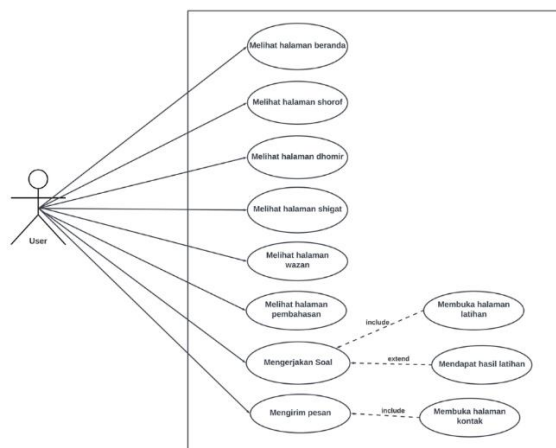 Melihat halaman beranda
Melihat halaman shorof
Melihat halaman dhomir
Melihat halaman shigat
User
Melihat halaman
wazan
Melihat halaman
pembahasan
Mengerjakan Soal
include
Membuka halaman
latihan
extend
Mendapat hasil latihan
Mengirim pesan
include
Membuka halaman
kontak